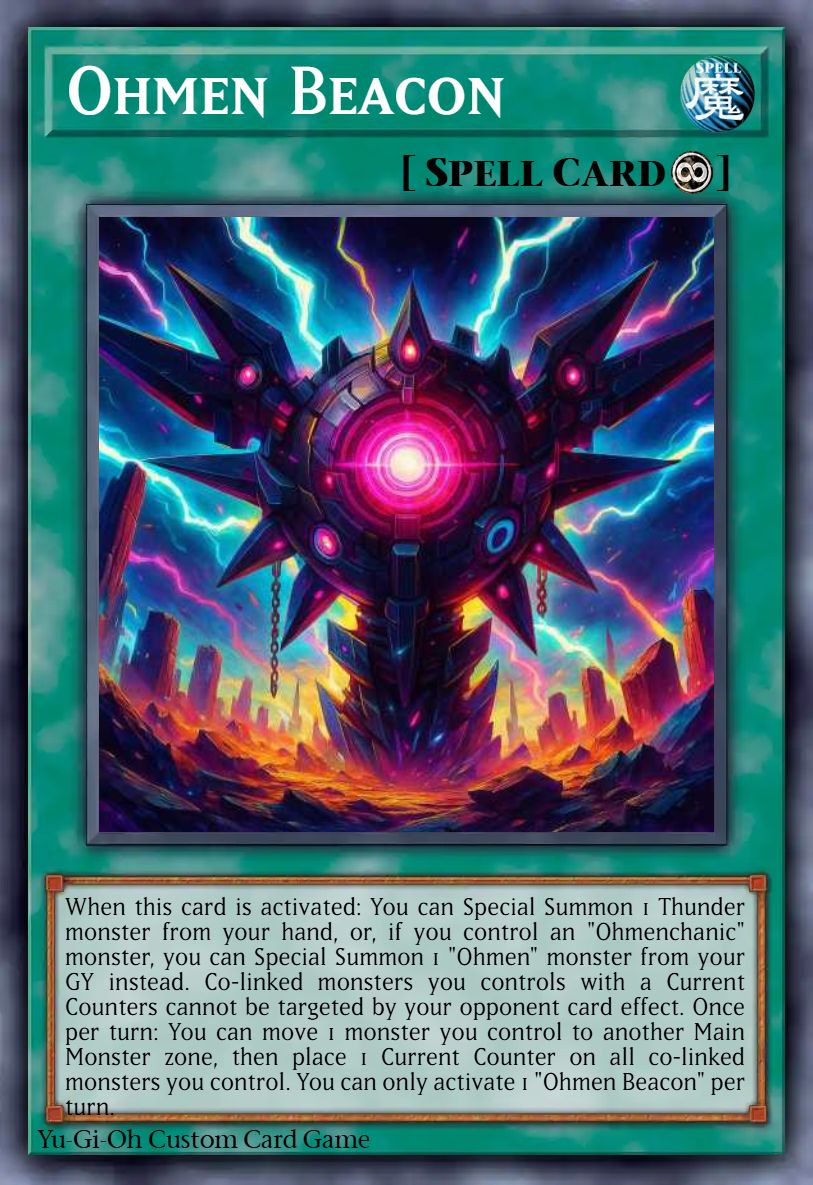 OHMEN BEACON
SPELL
魔
[ SPELL CARD ]
When this card is activated: You can Special Summon 1 Thunder
monster from your hand, or, if you control an "Ohmenchanic"
monster, you can Special Summon 1 "Ohmen" monster from your
GY instead. Co-linked monsters you controls with a Current
Counters cannot be targeted by your opponent card effect. Once
per turn: You can move 1 monster you control to another Main
Monster zone, then place 1 Current Counter on all co-linked
monsters you control. You can only activate 1 "Ohmen Beacon" per
turn.
Yu-Gi-Oh Custom Card Game